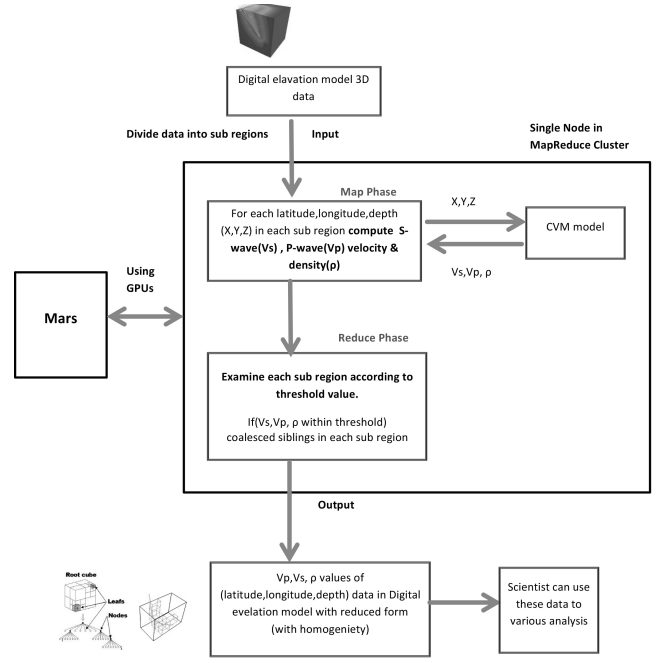 Digital elavation model 3D
data
Divide data into sub regions
Input
Single Node in
MapReduce Cluster
Map Phase
For each latitude,longitude,depth
(X,Y,Z) in each sub region compute S-
wave(Vs) , P-wave(Vp) velocity &
density(ρ)
X,Y,Z
CVM model
Vs,Vp, ρ
Using
GPUs
Mars
Reduce Phase
Examine each sub region according to
threshold value.
If(Vs,Vp, ρ within threshold)
coalesced siblings in each sub region
Output
Root cube
Leafs
Nodes
Vp,Vs, ρ values of
(latitude,longitude,depth) data in Digital
evelation model with reduced form
(with homogeniety)
Scientist can use
these data to
various analysis